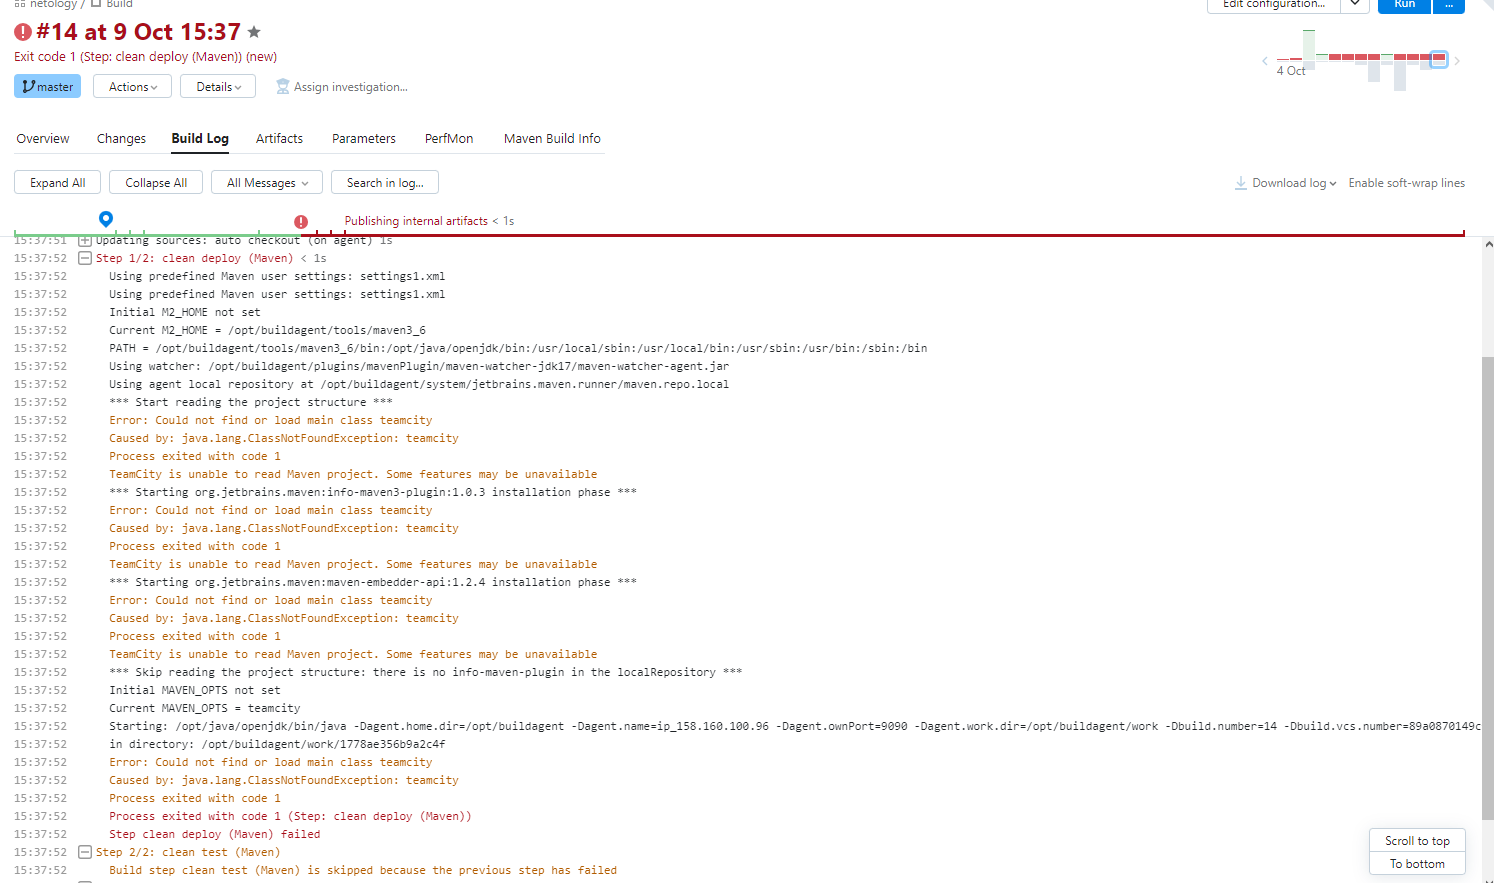 netology / Build
Edit configuration...
Run
...
#14 at 9 Oct 15:37
Exit code 1 (Step: clean deploy (Maven)) (new)
4 Oct
master
Actions
Details
Assign investigation...
Overview
Changes
Build Log
Artifacts
Parameters
PerfMon
Maven Build Info
Expand All
Collapse All
All Messages
Search in log...
Download log
Enable soft-wrap lines
Publishing internal artifacts < 1s
15:37:51 Updating sources: auto checkout (on agent) 1s
15:37:52 Step 1/2: clean deploy (Maven) < 1s
15:37:52 Using predefined Maven user settings: settings1.xml
15:37:52 Using predefined Maven user settings: settings1.xml
15:37:52 Initial M2_HOME not set
15:37:52 Current M2_HOME = /opt/buildagent/tools/maven3_6
15:37:52 PATH = /opt/buildagent/tools/maven3_6/bin:/opt/java/openjdk/bin:/usr/local/sbin:/usr/local/bin:/usr/sbin:/usr/bin:/sbin:/bin
15:37:52 Using watcher: /opt/buildagent/plugins/mavenPlugin/maven-watcher-jdk17/maven-watcher-agent.jar
15:37:52 Using agent local repository at /opt/buildagent/system/jetbrains.maven.runner/maven.repo.local
15:37:52 *** Start reading the project structure ***
15:37:52 Error: Could not find or load main class teamcity
15:37:52 Caused by: java.lang.ClassNotFoundException: teamcity
15:37:52 Process exited with code 1
15:37:52 TeamCity is unable to read Maven project. Some features may be unavailable
15:37:52 *** Starting org.jetbrains.maven:info-maven3-plugin:1.0.3 installation phase ***
15:37:52 Error: Could not find or load main class teamcity
15:37:52 Caused by: java.lang.ClassNotFoundException: teamcity
15:37:52 Process exited with code 1
15:37:52 TeamCity is unable to read Maven project. Some features may be unavailable
15:37:52 *** Starting org.jetbrains.maven:maven-embedder-api:1.2.4 installation phase ***
15:37:52 Error: Could not find or load main class teamcity
15:37:52 Caused by: java.lang.ClassNotFoundException: teamcity
15:37:52 Process exited with code 1
15:37:52 TeamCity is unable to read Maven project. Some features may be unavailable
15:37:52 *** Skip reading the project structure: there is no info-maven-plugin in the localRepository ***
15:37:52 Initial MAVEN_OPTS not set
15:37:52 Current MAVEN_OPTS = teamcity
15:37:52 Starting: /opt/java/openjdk/bin/java -Dagent.home.dir=/opt/buildagent -Dagent.name=ip_158.160.100.96 -Dagent.ownPort=9090 -Dagent.work.dir=/opt/buildagent/work -Dbuild.number=14 -Dbuild.vcs.number=89a0870149c
15:37:52 in directory: /opt/buildagent/work/1778ae356b9a2c4f
15:37:52 Error: Could not find or load main class teamcity
15:37:52 Caused by: java.lang.ClassNotFoundException: teamcity
15:37:52 Process exited with code 1
15:37:52 Process exited with code 1 (Step: clean deploy (Maven))
15:37:52 Step clean deploy (Maven) failed
15:37:52 Step 2/2: clean test (Maven)
15:37:52 Build step clean test (Maven) is skipped because the previous step has failed
Scroll to top
To bottom